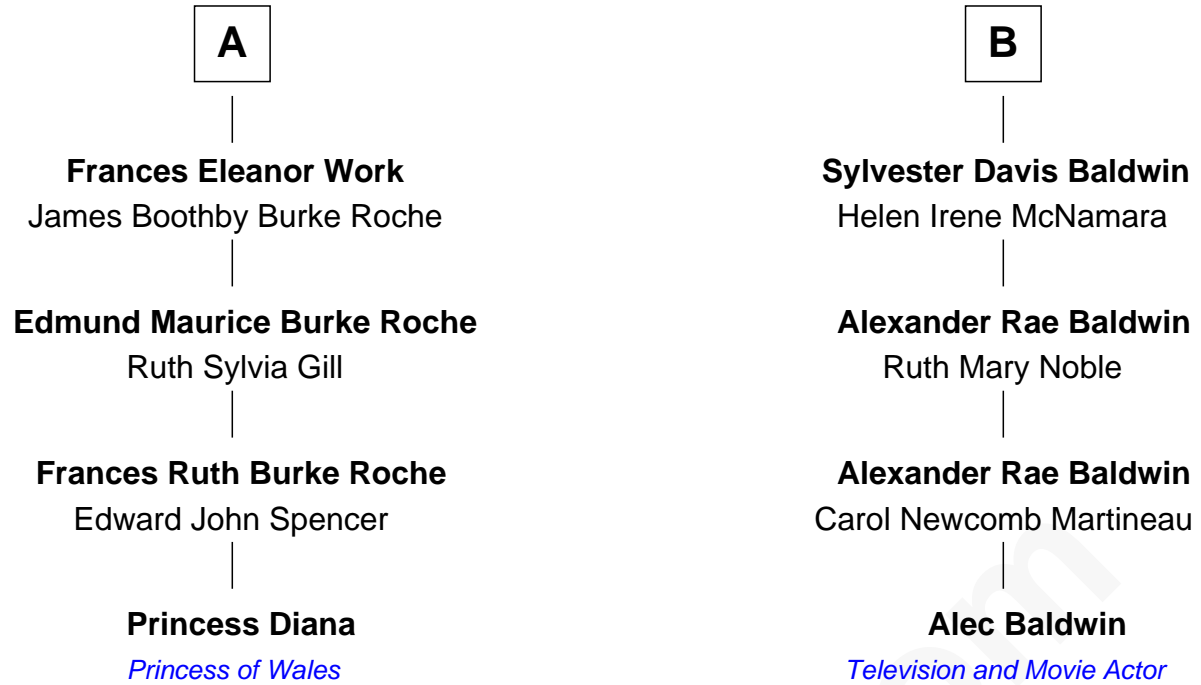 A
Frances Eleanor Work
James Boothby Burke Roche
Edmund Maurice Burke Roche
Ruth Sylvia Gill
Frances Ruth Burke Roche
Edward John Spencer
Princess Diana
Princess of Wales
B
Sylvester Davis Baldwin
Helen Irene McNamara
Alexander Rae Baldwin
Ruth Mary Noble
Alexander Rae Baldwin
Carol Newcomb Martineau
Alec Baldwin
Television and Movie Actor